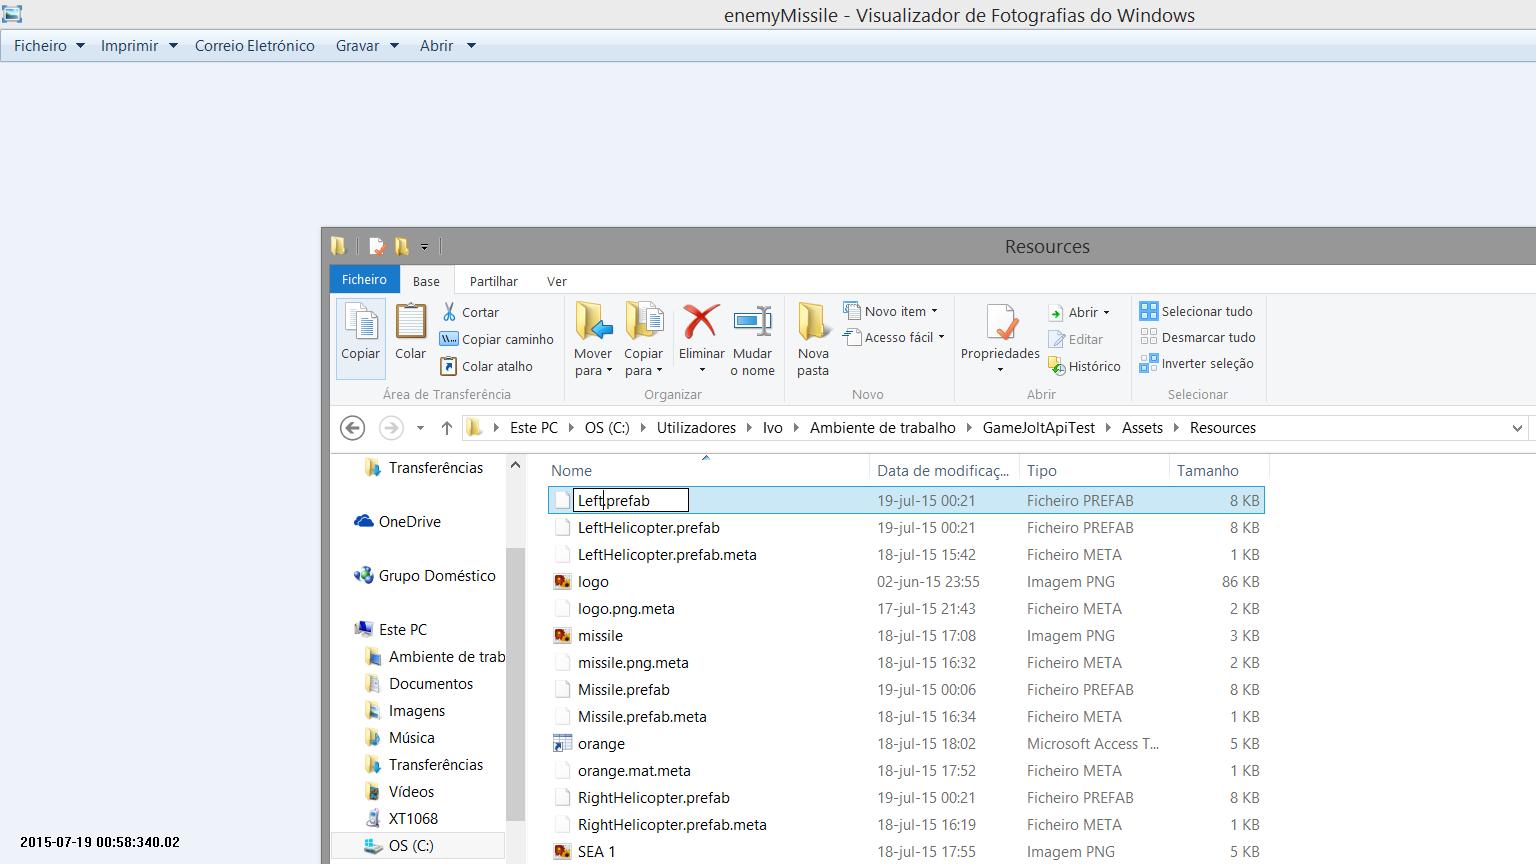 enemyMissile - Visualizador de Fotografias do Windows
Ficheiro Imprimir Correio Eletrónico Gravar Abrir
Resources
Ficheiro Base Partilhar Ver
Copiar
Colar
Cortar
Copiar caminho
Colar atalho
Área de Transferência
Mover para
Copiar para
Eliminar
Mudar o nome
Organizar
Nova pasta
Novo item
Acesso fácil
Novo
Propriedades
Abrir
Editar
Histórico
Abrir
Selecionar tudo
Desmarcar tudo
Inverter seleção
Selecionar
Este PC OS (C:) Utilizadores Ivo Ambiente de trabalho GameJoltApiTest Assets Resources
Transferências
OneDrive
Grupo Doméstico
Este PC
Ambiente de trab
Documentos
Imagens
Música
Transferências
Vídeos
XT1068
OS (C:)
Nome Data de modificaç... Tipo Tamanho
Left.prefab 19-jul-15 00:21 Ficheiro PREFAB 8 KB
LeftHelicopter.prefab 19-jul-15 00:21 Ficheiro PREFAB 8 KB
LeftHelicopter.prefab.meta 18-jul-15 15:42 Ficheiro META 1 KB
logo 02-jun-15 23:55 Imagem PNG 86 KB
logo.png.meta 17-jul-15 21:43 Ficheiro META 2 KB
missile 18-jul-15 17:08 Imagem PNG 3 KB
missile.png.meta 18-jul-15 16:32 Ficheiro META 2 KB
Missile.prefab 19-jul-15 00:06 Ficheiro PREFAB 8 KB
Missile.prefab.meta 18-jul-15 16:34 Ficheiro META 1 KB
orange 18-jul-15 18:02 Microsoft Access T... 5 KB
orange.mat.meta 18-jul-15 17:52 Ficheiro META 1 KB
RightHelicopter.prefab 19-jul-15 00:21 Ficheiro PREFAB 8 KB
RightHelicopter.prefab.meta 18-jul-15 16:19 Ficheiro META 1 KB
SEA 1 18-jul-15 17:55 Imagem PNG 5 KB
2015-07-19 00:58:340.02